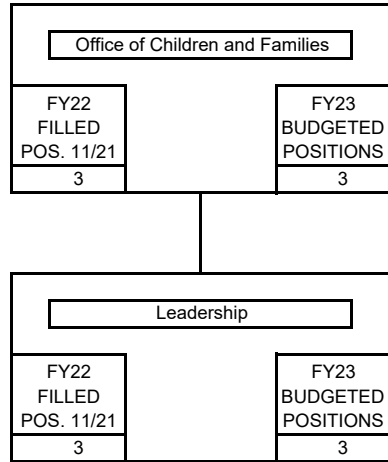 Office of Children and Families
FY22
FILLED
POS. 11/21
3
FY23
BUDGETED
POSITIONS
3
Leadership
FY22
FILLED
POS. 11/21
3
FY23
BUDGETED
POSITIONS
3